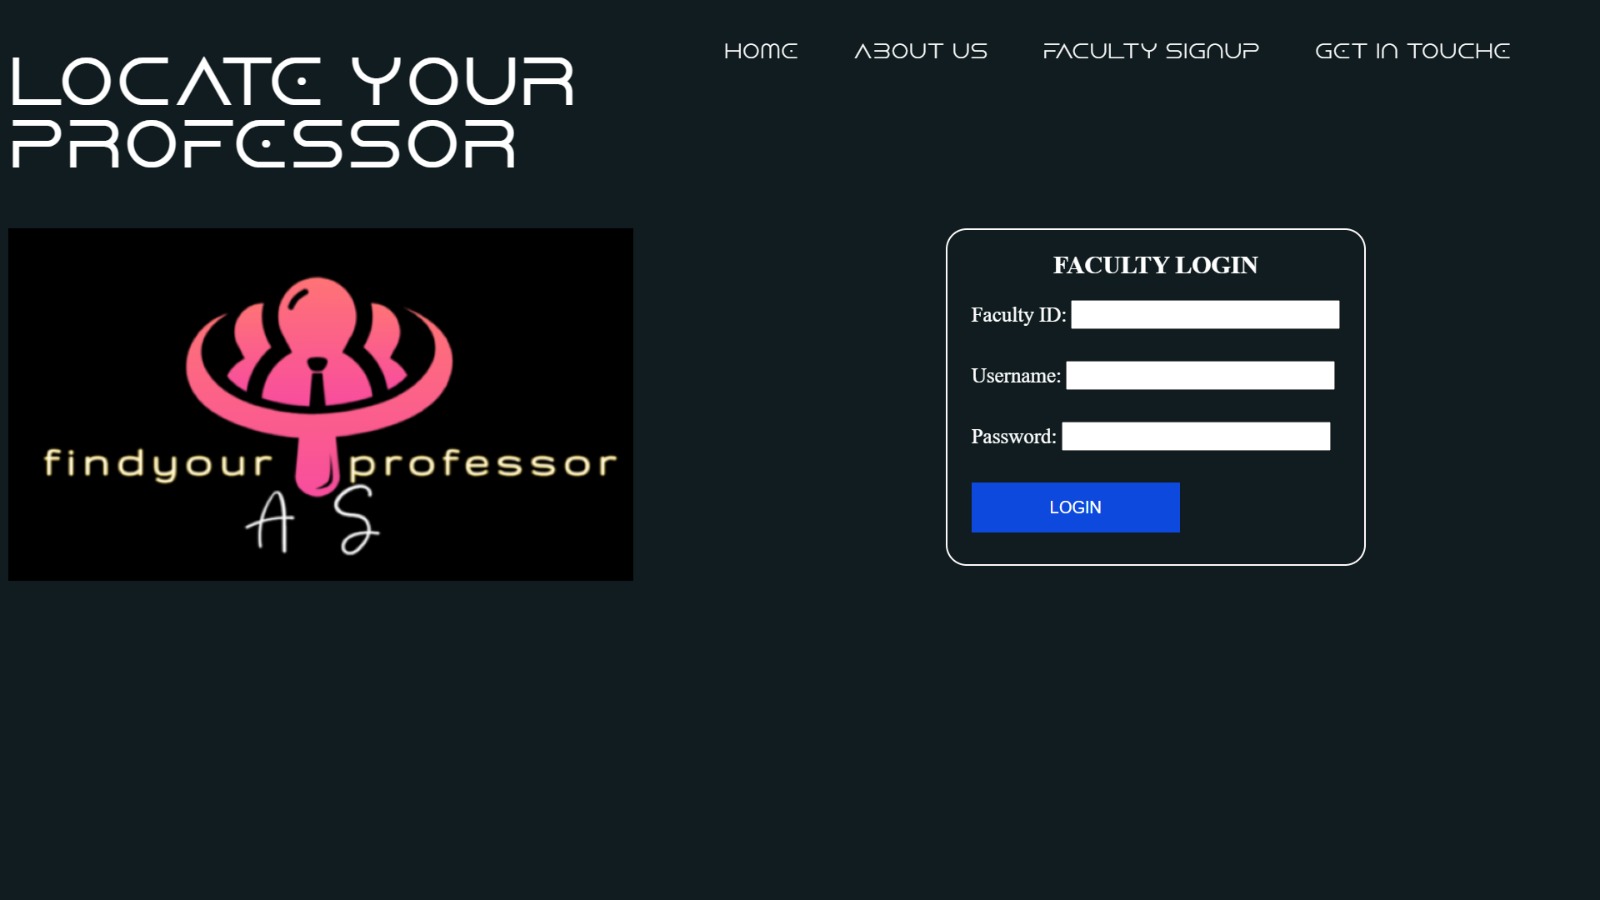 LOCATE YOUR
PROFESSOR
HOME
ABOUT US
FACULTY SIGNUP
GET IN TOUCHE
findyour professor
A S
FACULTY LOGIN
Faculty ID:
Username:
Password:
LOGIN